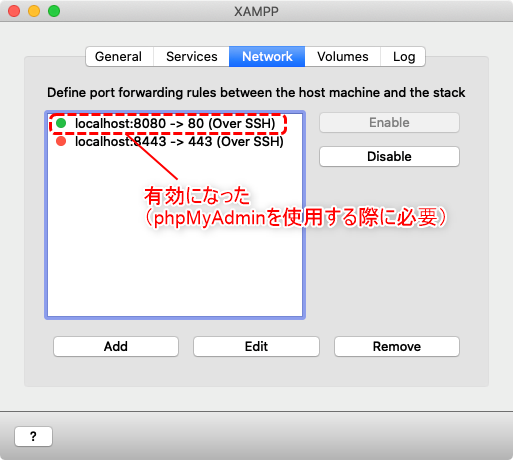 XAMPP
General Services Network Volumes Log
Define port forwarding rules between the host machine and the stack
localhost:8080 -> 80 (Over SSH)
localhost:8443 -> 443 (Over SSH)
Enable
Disable
有効になった
（phpMyAdminを使用する際に必要）
Add Edit Remove
?